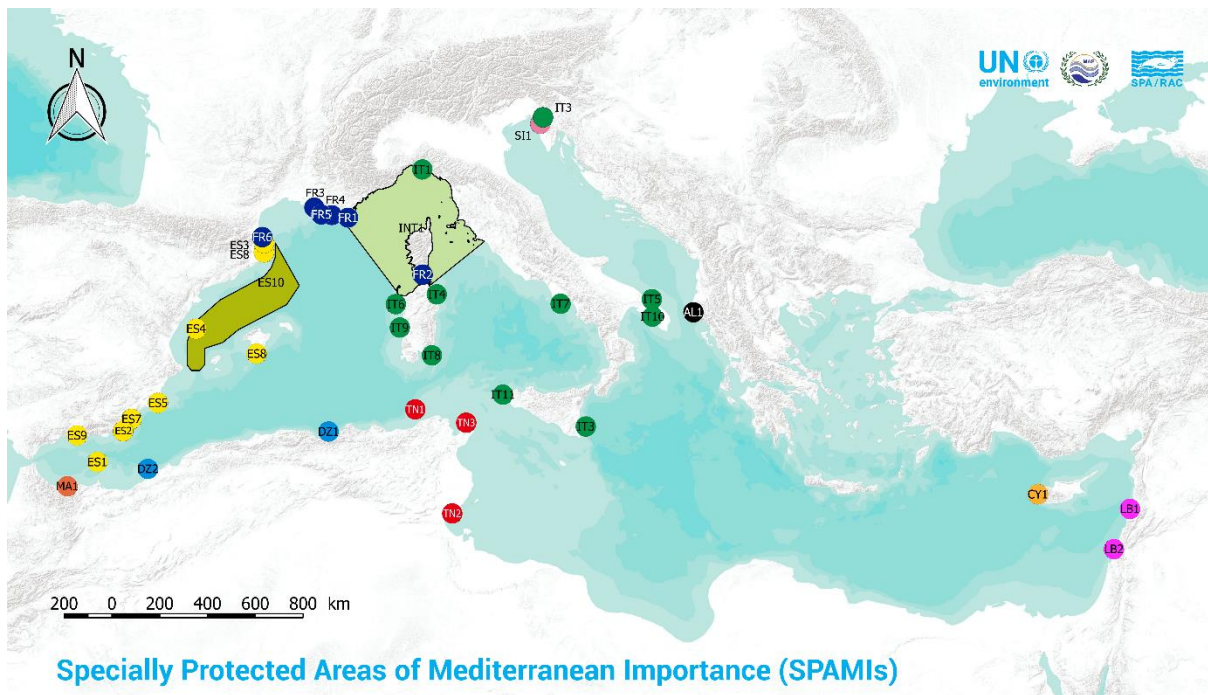 N
UN
environment
MAP
SPA/RAC
IT3
SI1
IT1
FR3
FR4
FR5
FR1
INT1
FR6
ES3
ES8
ES10
FR2
IT4
IT6
IT7
IT5
IT10
AL1
ES4
IT9
ES8
IT8
IT11
ES5
TN1
ES7
TN3
IT3
ES2
ES9
DZ1
ES1
DZ2
MA1
CY1
LB1
TN2
LB2
200 0 200 400 600 800 km
Specially Protected Areas of Mediterranean Importance (SPAMIs)